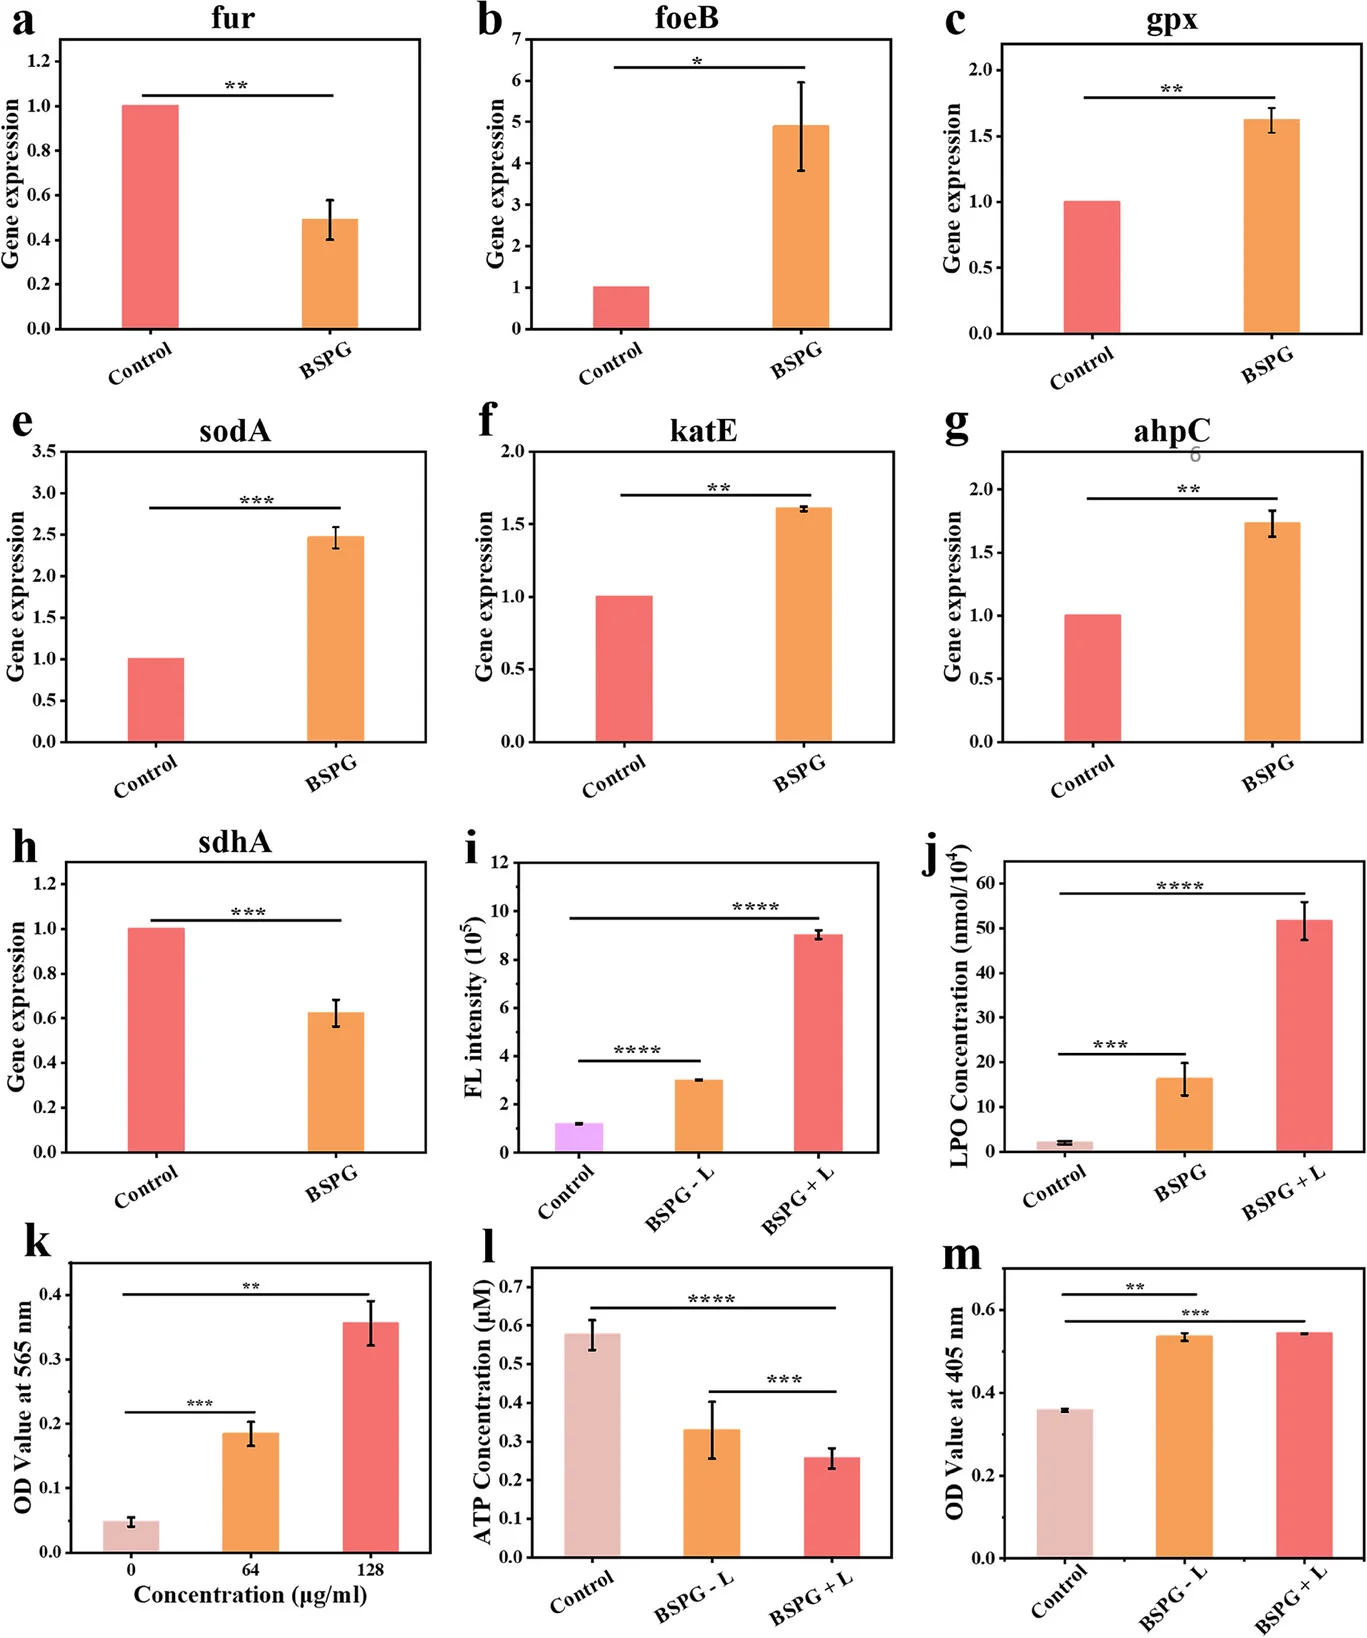 a fur
Gene expression
1.2
1.0
0.8
0.6
0.4
0.2
0.0
**
Control BSPG
b foeB
Gene expression
7
6
5
4
3
2
1
0
*
Control BSPG
c gpx
Gene expression
2.0
1.5
1.0
0.5
0.0
**
Control BSPG
e sodA
Gene expression
3.5
3.0
2.5
2.0
1.5
1.0
0.5
0.0
***
Control BSPG
f katE
Gene expression
2.0
1.5
1.0
0.5
0.0
**
Control BSPG
g ahpC
6
Gene expression
2.0
1.5
1.0
0.5
0.0
**
Control BSPG
h sdhA
Gene expression
1.2
1.0
0.8
0.6
0.4
0.2
0.0
***
Control BSPG
i
FL intensity (10⁵)
12
10
8
6
4
2
0
****
****
Control BSPG - L BSPG + L
j
LPO Concentration (nmol/10⁴)
60
50
40
30
20
10
0
****
***
Control BSPG BSPG + L
k
OD Value at 565 nm
0.4
0.3
0.2
0.1
0.0
**
***
0 64 128
Concentration (μg/ml)
l
ATP Concentration (μM)
0.7
0.6
0.5
0.4
0.3
0.2
0.1
0.0
****
***
Control BSPG - L BSPG + L
m
OD Value at 405 nm
0.6
0.4
0.2
0.0
**
***
Control BSPG - L BSPG + L